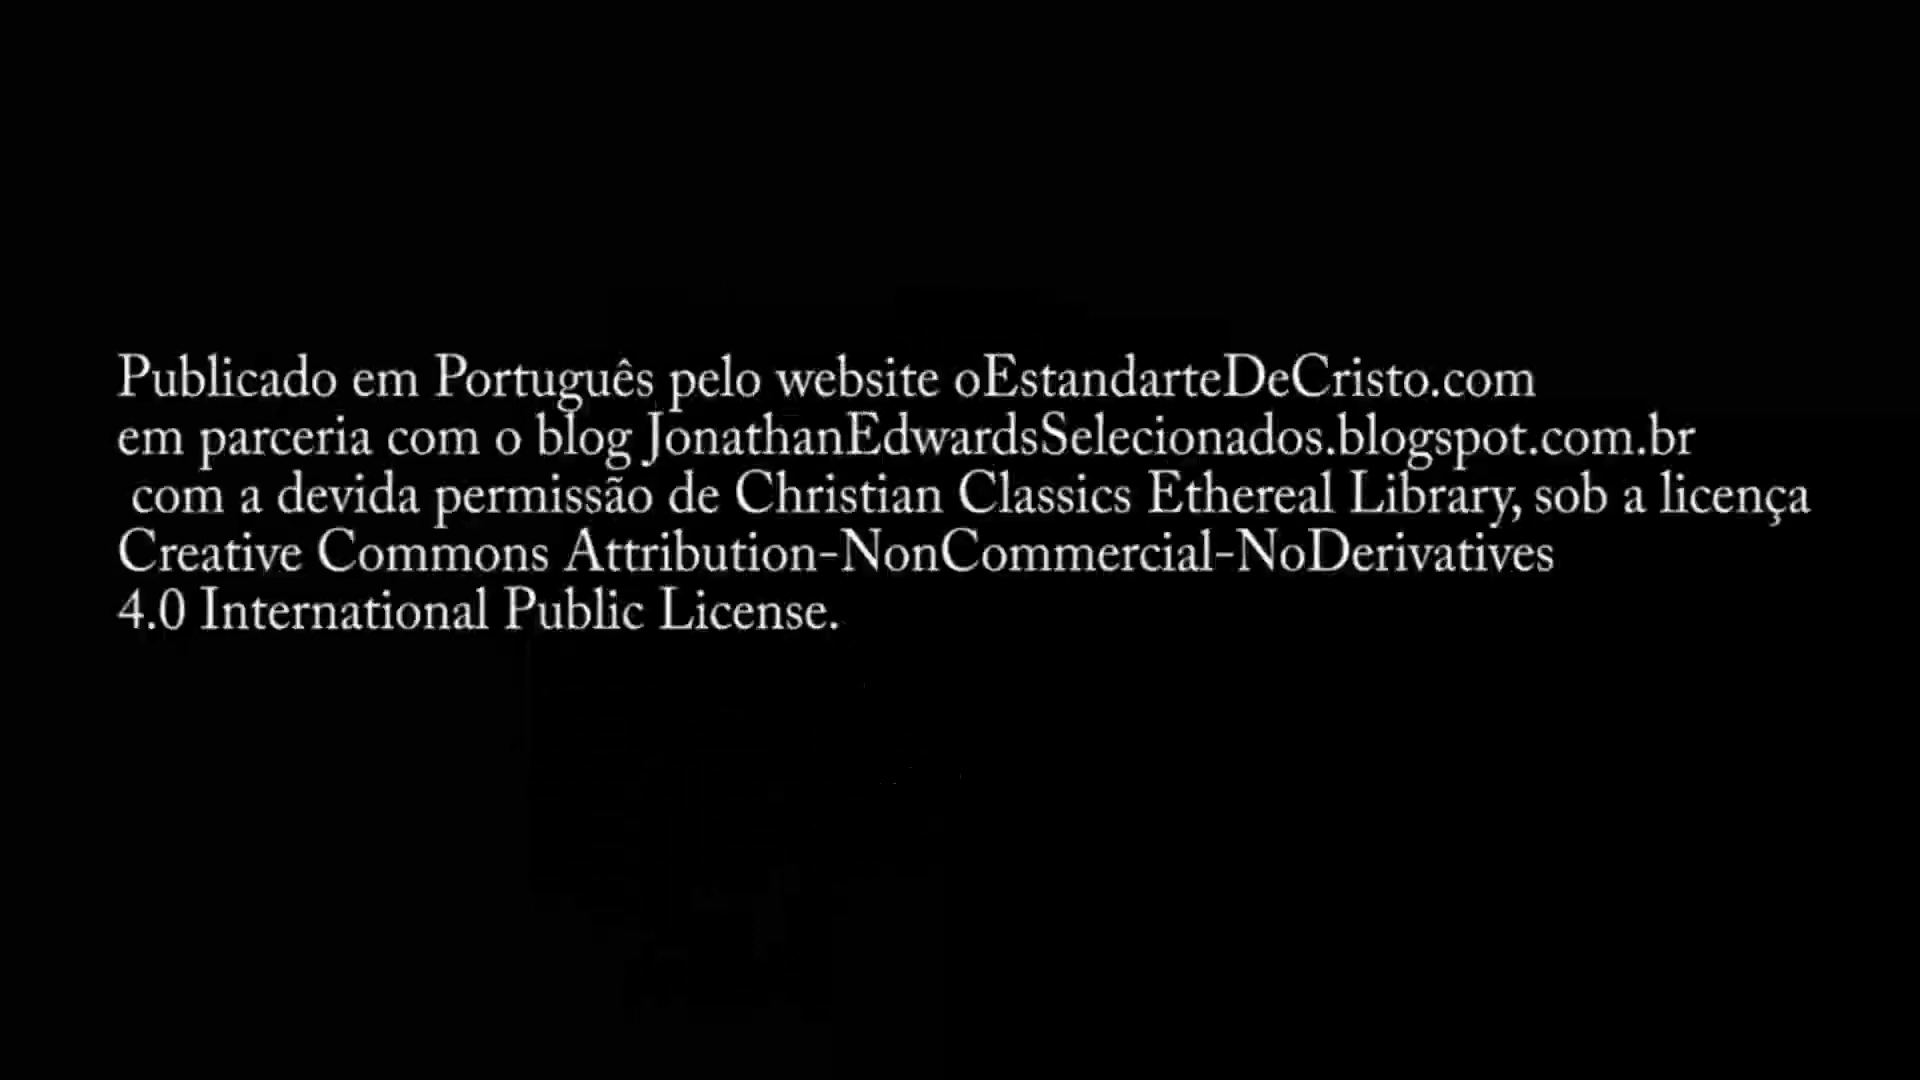 Publicado em Português pelo website oEstandarteDeCristo.com
em parceria com o blog JonathanEdwardsSelecionados.blogspot.com.br
com a devida permissão de Christian Classics Ethereal Library, sob a licença
Creative Commons Attribution-NonCommercial-NoDerivatives
4.0 International Public License.